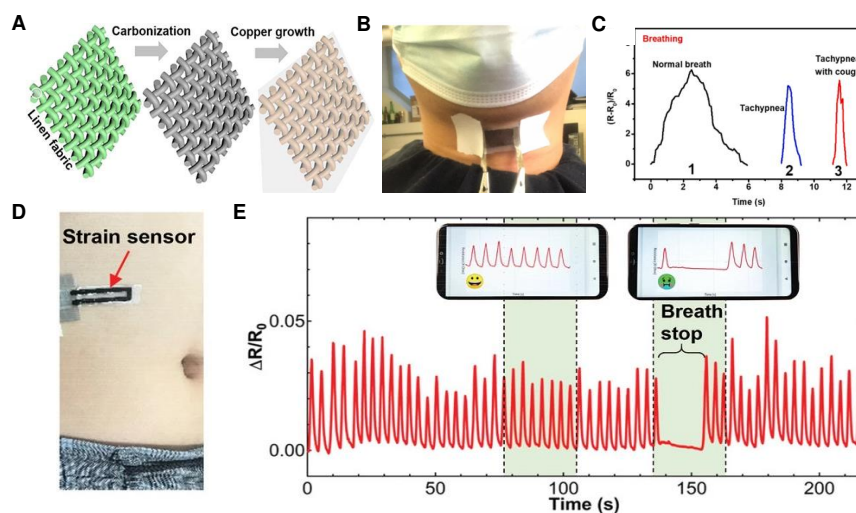 A
Carbonization
Copper growth
Linen fabric
B
C
Breathing
Normal breath
Tachypnea
Tachypnea
with coug
(R-R₀)/R₀
0
2
4
6
0
2
4
6
8
10
12
1
2
3
Time (s)
D
Strain sensor
E
Breath
stop
ΔR/R₀
0.05
0.00
0
50
100
150
200
Time (s)